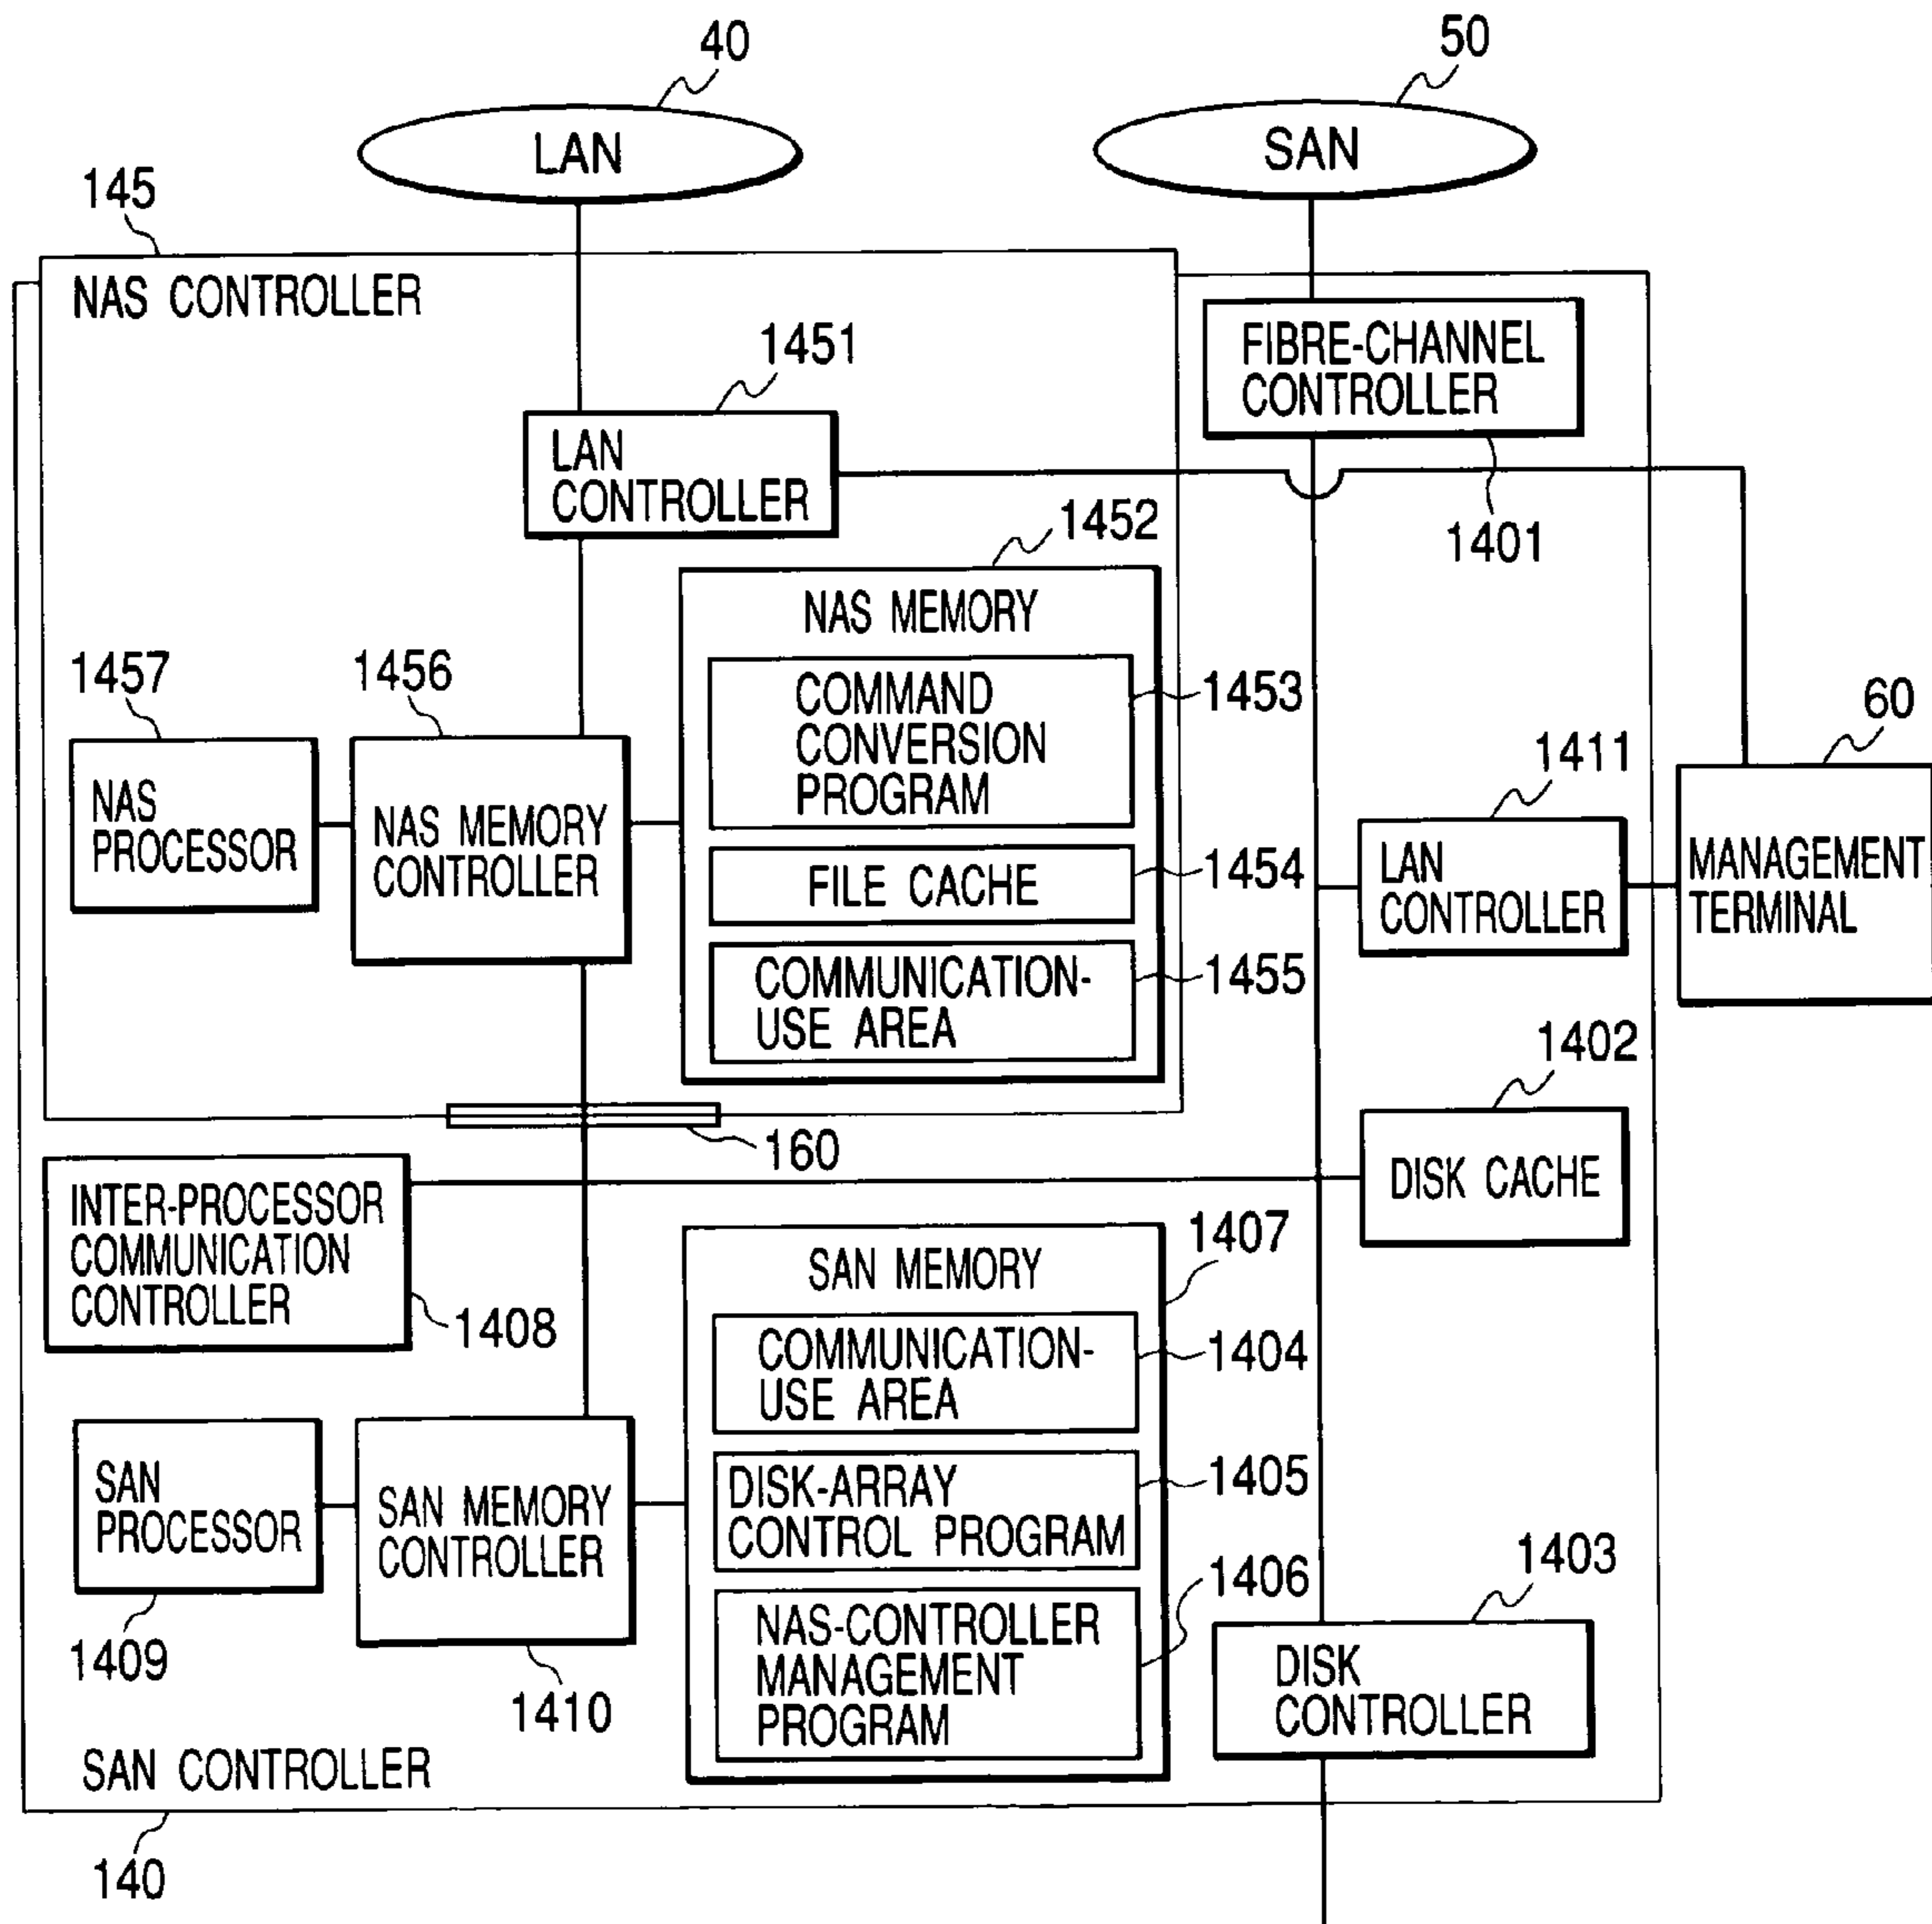 40
50
LAN
SAN
145
NAS CONTROLLER
1451
FIBRE-CHANNEL
CONTROLLER
LAN
CONTROLLER
1401
1452
NAS MEMORY
1457
1456
COMMAND
CONVERSION
PROGRAM
1453
60
1411
NAS
PROCESSOR
NAS MEMORY
CONTROLLER
FILE CACHE
1454
LAN
CONTROLLER
MANAGEMENT
TERMINAL
COMMUNICATION-
USE AREA
1455
1402
160
DISK CACHE
INTER-PROCESSOR
COMMUNICATION
CONTROLLER
1408
1407
SAN MEMORY
COMMUNICATION-
USE AREA
1404
SAN
PROCESSOR
SAN MEMORY
CONTROLLER
DISK-ARRAY
CONTROL PROGRAM
1405
1403
1406
NAS-CONTROLLER
MANAGEMENT
PROGRAM
1409
1410
DISK
CONTROLLER
SAN CONTROLLER
140